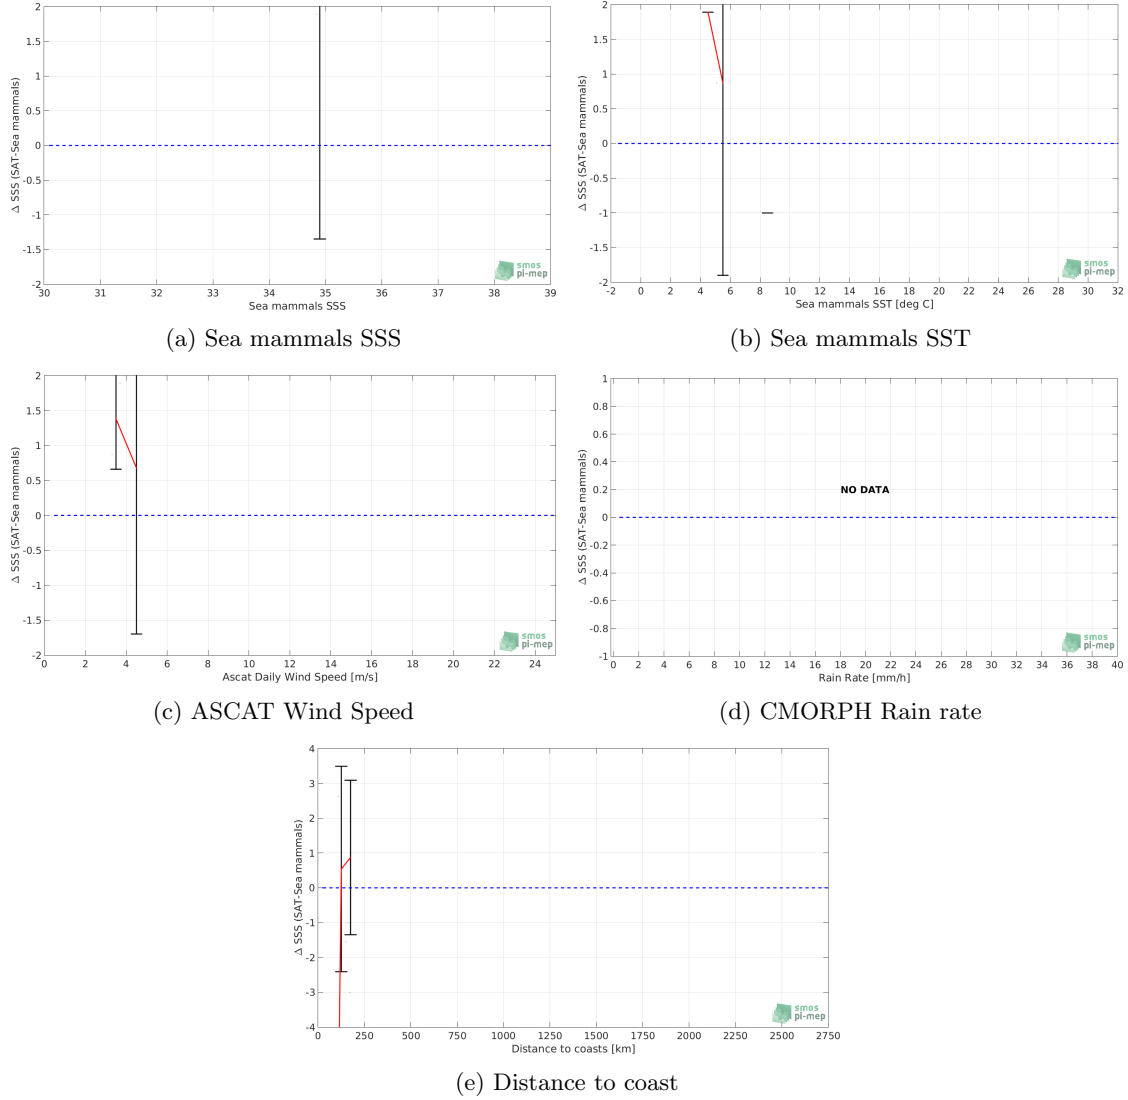 2
1.5
1
0.5
0
-0.5
-1
-1.5
-2
Δ SSS (SAT-Sea mammals)
30 31 32 33 34 35 36 37 38 39
Sea mammals SSS
smos
pi-mep
(a) Sea mammals SSS
2
1.5
1
0.5
0
-0.5
-1
-1.5
-2
Δ SSS (SAT-Sea mammals)
-2 0 2 4 6 8 10 12 14 16 18 20 22 24 26 28 30 32
Sea mammals SST [deg C]
smos
pi-mep
(b) Sea mammals SST
2
1.5
1
0.5
0
-0.5
-1
-1.5
-2
Δ SSS (SAT-Sea mammals)
0 2 4 6 8 10 12 14 16 18 20 22 24
Ascat Daily Wind Speed [m/s]
smos
pi-mep
(c) ASCAT Wind Speed
1
0.8
0.6
0.4
0.2
0
-0.2
-0.4
-0.6
-0.8
-1
Δ SSS (SAT-Sea mammals)
NO DATA
0 2 4 6 8 10 12 14 16 18 20 22 24 26 28 30 32 34 36 38 40
Rain Rate [mm/h]
smos
pi-mep
(d) CMORPH Rain rate
4
3
2
1
0
-1
-2
-3
-4
Δ SSS (SAT-Sea mammals)
0 250 500 750 1000 1250 1500 1750 2000 2250 2500 2750
Distance to coasts [km]
smos
pi-mep
(e) Distance to coast